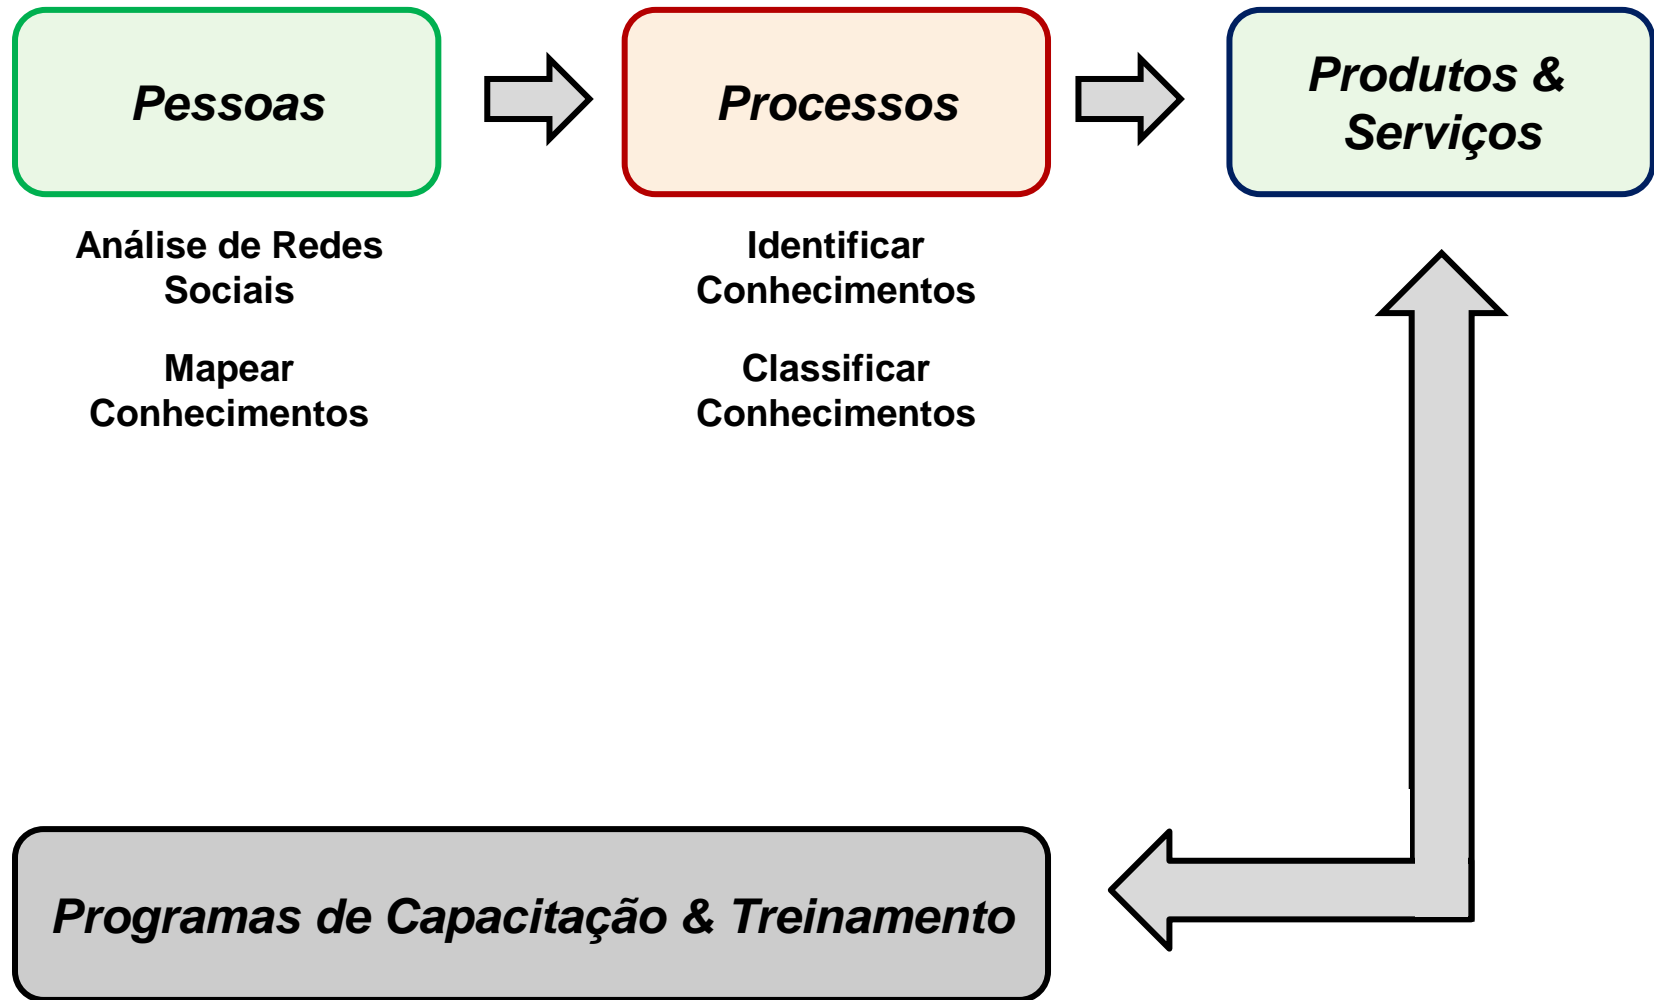 Pessoas
Processos
Produtos &
Serviços
Análise de Redes
Sociais
Mapear
Conhecimentos
Identificar
Conhecimentos
Classificar
Conhecimentos
Programas de Capacitação & Treinamento